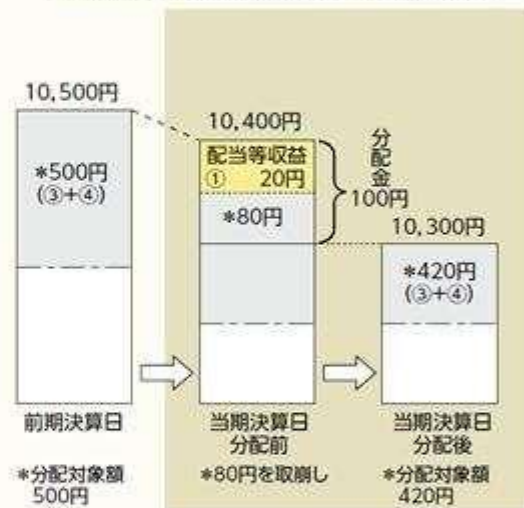 10,500円
*500円
(③+④)
前期決算日
*分配対象額
500円
10,400円
配当等収益
① 20円
*80円
分配金
100円
当期決算日
分配前
*80円を取崩し
10,300円
*420円
(③+④)
当期決算日
分配後
*分配対象額
420円